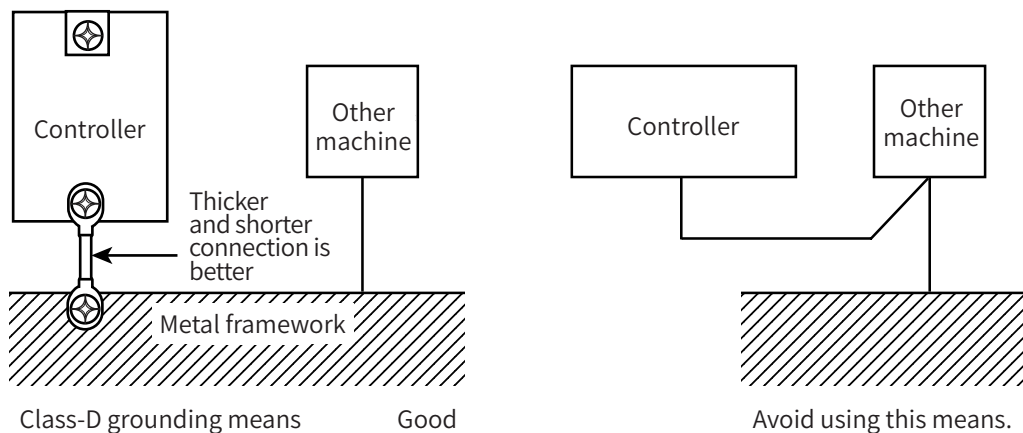 Controller
Other
machine
Thicker
and shorter
connection is
better
Metal framework
Class-D grounding means
Good
Controller
Other
machine
Avoid using this means.